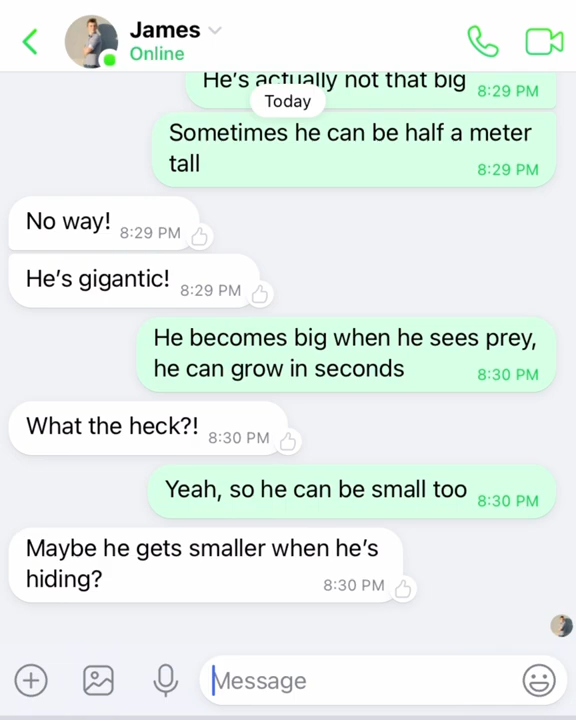 James
Online
He's actually not that big 8:29 PM
Today
Sometimes he can be half a meter
tall 8:29 PM
No way! 8:29 PM
He's gigantic! 8:29 PM
He becomes big when he sees prey,
he can grow in seconds 8:30 PM
What the heck?! 8:30 PM
Yeah, so he can be small too 8:30 PM
Maybe he gets smaller when he's
hiding? 8:30 PM
Message